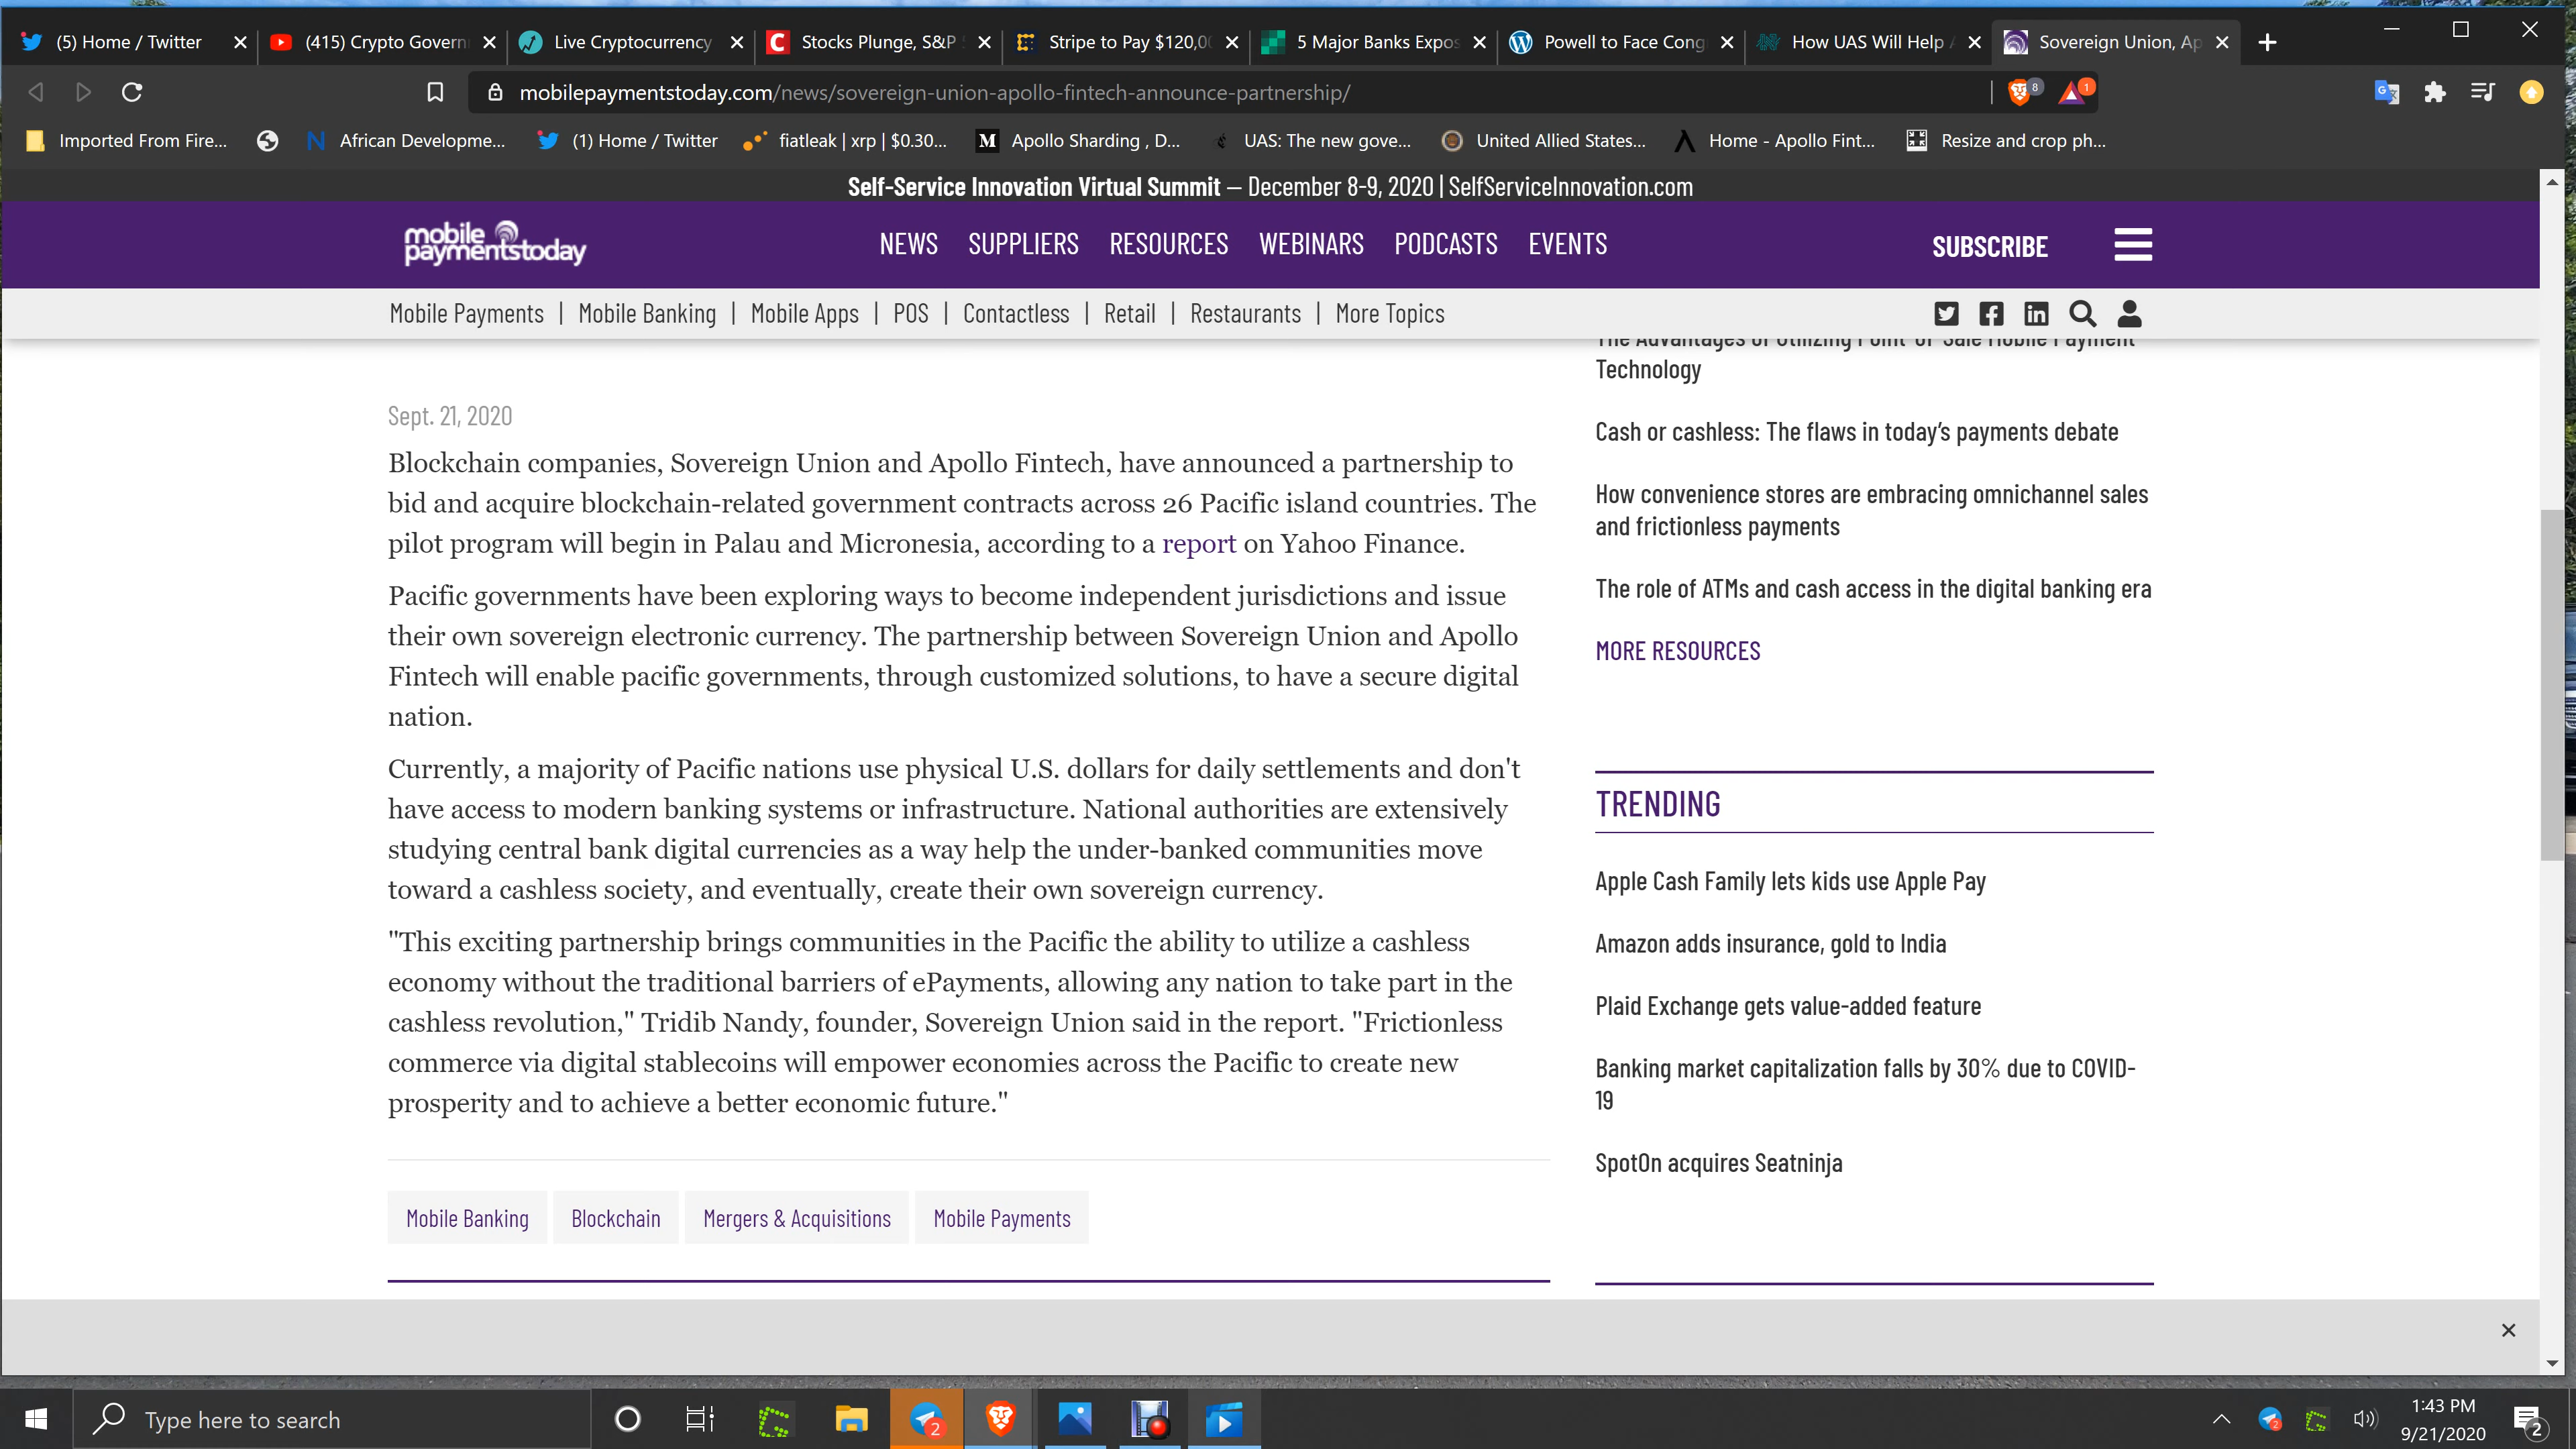 (5) Home / Twitter
(415) Crypto Govern
Live Cryptocurrency
Stocks Plunge, S&P
Stripe to Pay $120,0
5 Major Banks Expos
Powell to Face Cong
How UAS Will Help
Sovereign Union, Ap
mobilepaymentstoday.com/news/sovereign-union-apollo-fintech-announce-partnership/
8
1
Imported From Fire...
African Developme...
(1) Home / Twitter
fiatleak | xrp | $0.30...
Apollo Sharding , D...
UAS: The new gove...
United Allied States...
Home - Apollo Fint...
Resize and crop ph...
Self-Service Innovation Virtual Summit – December 8-9, 2020 | SelfServiceInnovation.com
mobile
paymentstoday
NEWS SUPPLIERS RESOURCES WEBINARS PODCASTS EVENTS
SUBSCRIBE
Mobile Payments | Mobile Banking | Mobile Apps | POS | Contactless | Retail | Restaurants | More Topics
Sept. 21, 2020
Blockchain companies, Sovereign Union and Apollo Fintech, have announced a partnership to
bid and acquire blockchain-related government contracts across 26 Pacific island countries. The
pilot program will begin in Palau and Micronesia, according to a report on Yahoo Finance.
Pacific governments have been exploring ways to become independent jurisdictions and issue
their own sovereign electronic currency. The partnership between Sovereign Union and Apollo
Fintech will enable pacific governments, through customized solutions, to have a secure digital
nation.
Currently, a majority of Pacific nations use physical U.S. dollars for daily settlements and don't
have access to modern banking systems or infrastructure. National authorities are extensively
studying central bank digital currencies as a way help the under-banked communities move
toward a cashless society, and eventually, create their own sovereign currency.
"This exciting partnership brings communities in the Pacific the ability to utilize a cashless
economy without the traditional barriers of ePayments, allowing any nation to take part in the
cashless revolution," Tridib Nandy, founder, Sovereign Union said in the report. "Frictionless
commerce via digital stablecoins will empower economies across the Pacific to create new
prosperity and to achieve a better economic future."
Mobile Banking
Blockchain
Mergers & Acquisitions
Mobile Payments
The Advantages of Utilizing Point-of-Sale Mobile Payment
Technology
Cash or cashless: The flaws in today's payments debate
How convenience stores are embracing omnichannel sales
and frictionless payments
The role of ATMs and cash access in the digital banking era
MORE RESOURCES
TRENDING
Apple Cash Family lets kids use Apple Pay
Amazon adds insurance, gold to India
Plaid Exchange gets value-added feature
Banking market capitalization falls by 30% due to COVID-
19
SpotOn acquires Seatninja
Type here to search
2
2
1:43 PM
9/21/2020
2